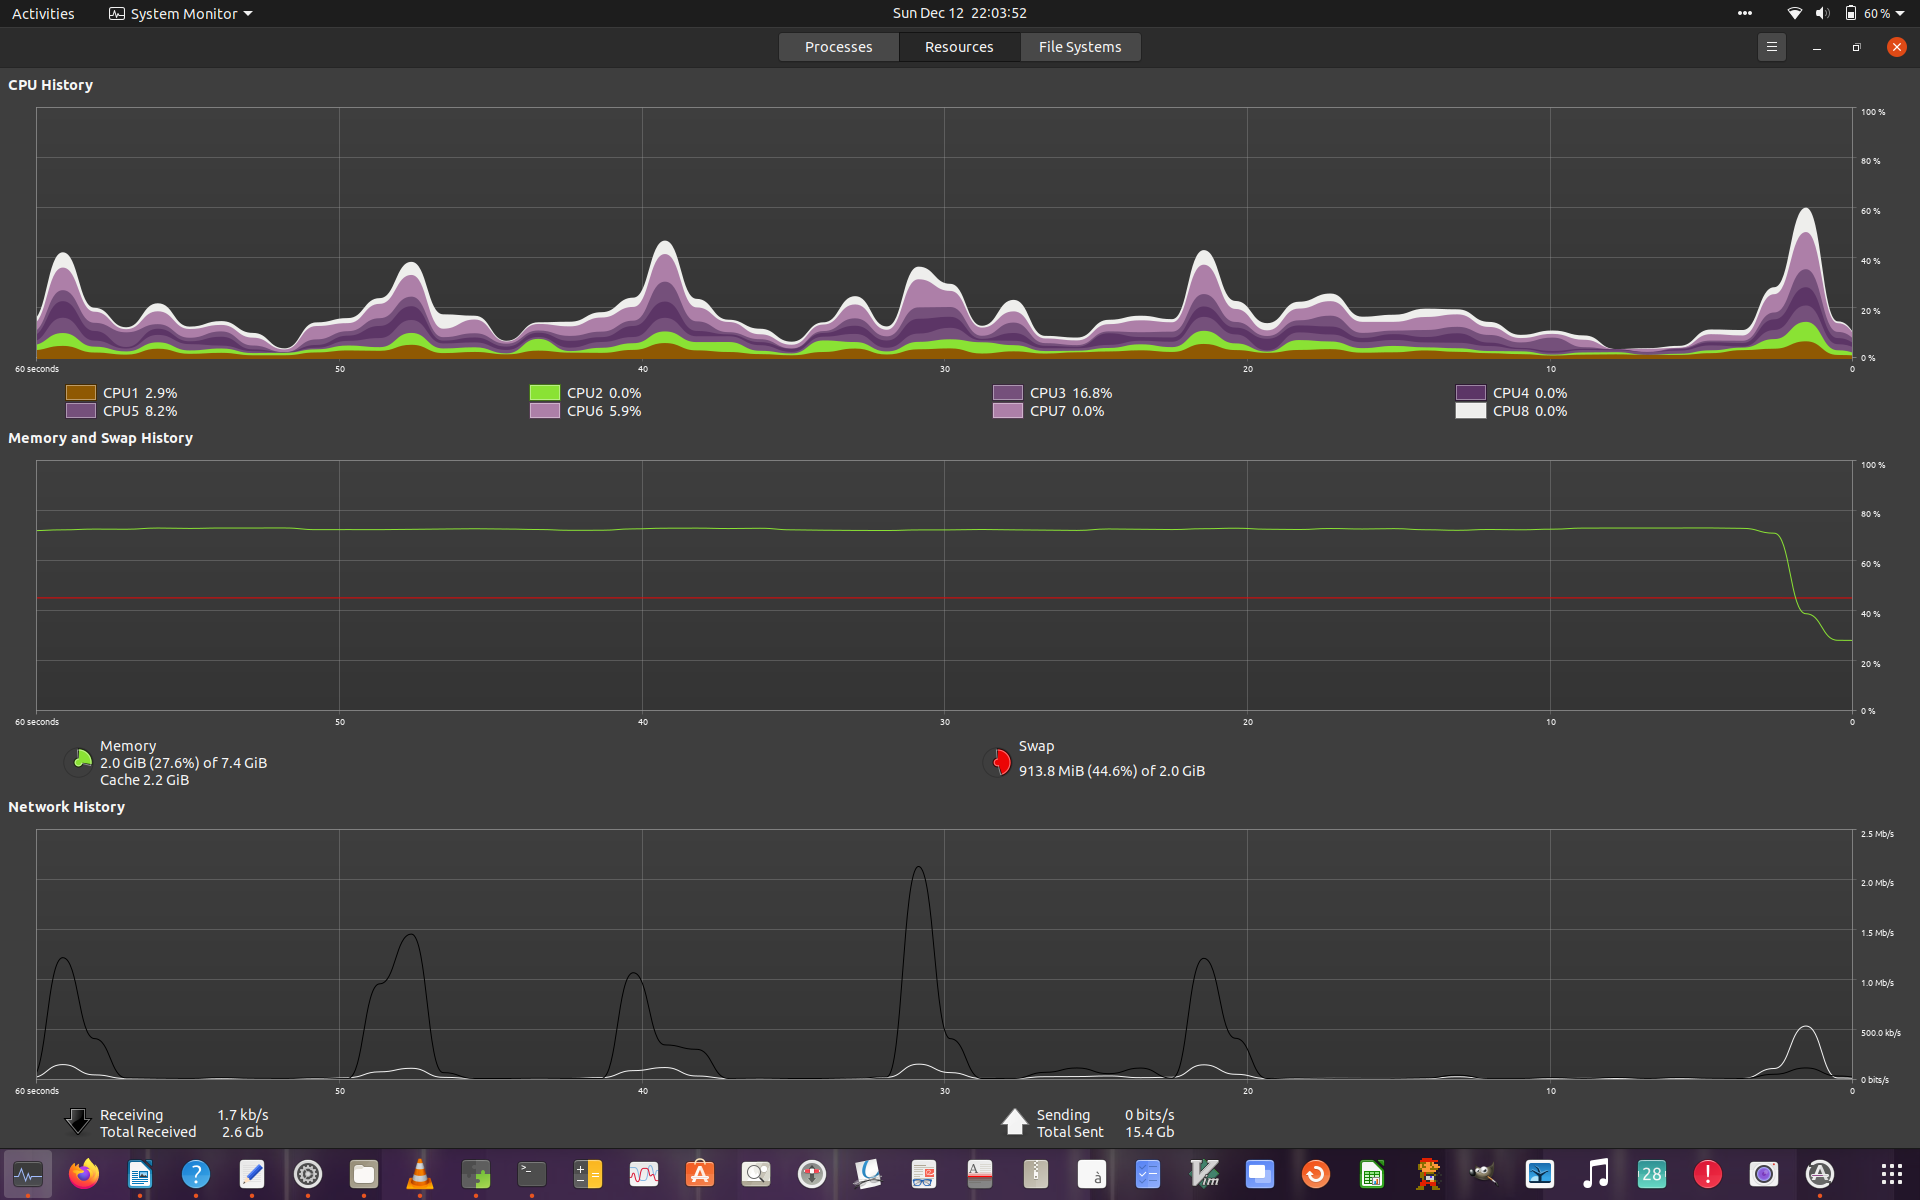 Activities System Monitor Sun Dec 12 22:03:52 60 %
Processes Resources File Systems
CPU History
100 %
80 %
60 %
40 %
20 %
0 %
60 seconds 50 40 30 20 10 0
CPU1 2.9% CPU2 0.0% CPU3 16.8% CPU4 0.0%
CPU5 8.2% CPU6 5.9% CPU7 0.0% CPU8 0.0%
Memory and Swap History
100 %
80 %
60 %
40 %
20 %
0 %
60 seconds 50 40 30 20 10 0
Memory
2.0 GiB (27.6%) of 7.4 GiB
Cache 2.2 GiB
Swap
913.8 MiB (44.6%) of 2.0 GiB
Network History
2.5 Mb/s
2.0 Mb/s
1.5 Mb/s
1.0 Mb/s
500.0 kb/s
0 bits/s
60 seconds 50 40 30 20 10 0
Receiving 1.7 kb/s
Total Received 2.6 Gb
Sending 0 bits/s
Total Sent 15.4 Gb
? >_ A à Vim 28 !